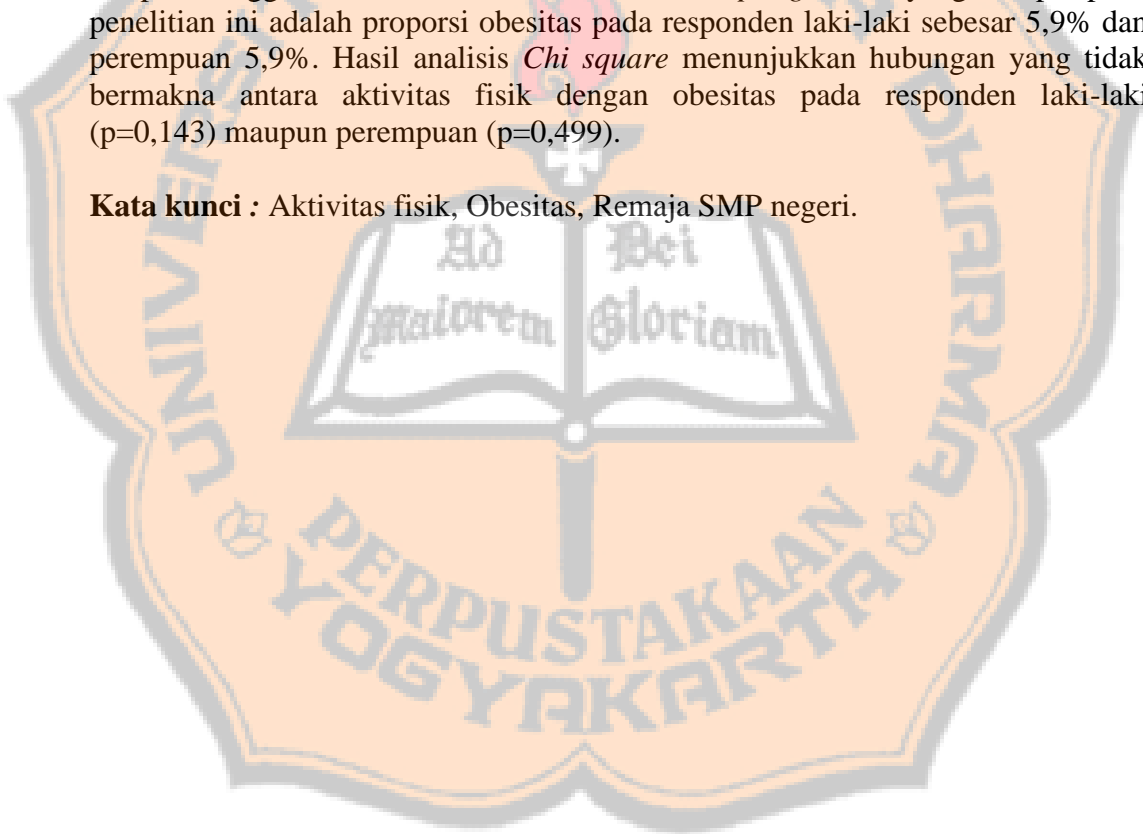 penelitian ini adalah proporsi obesitas pada responden laki-laki sebesar 5,9% dan
perempuan 5,9%. Hasil analisis Chi square menunjukkan hubungan yang tidak
bermakna antara aktivitas fisik dengan obesitas pada responden laki-laki
(p=0,143) maupun perempuan (p=0,499).
Kata kunci : Aktivitas fisik, Obesitas, Remaja SMP negeri.
Ad Dei
Maiorem Gloriam
DHARMA
PERPUSTAKAAN
YOGYAKARTA